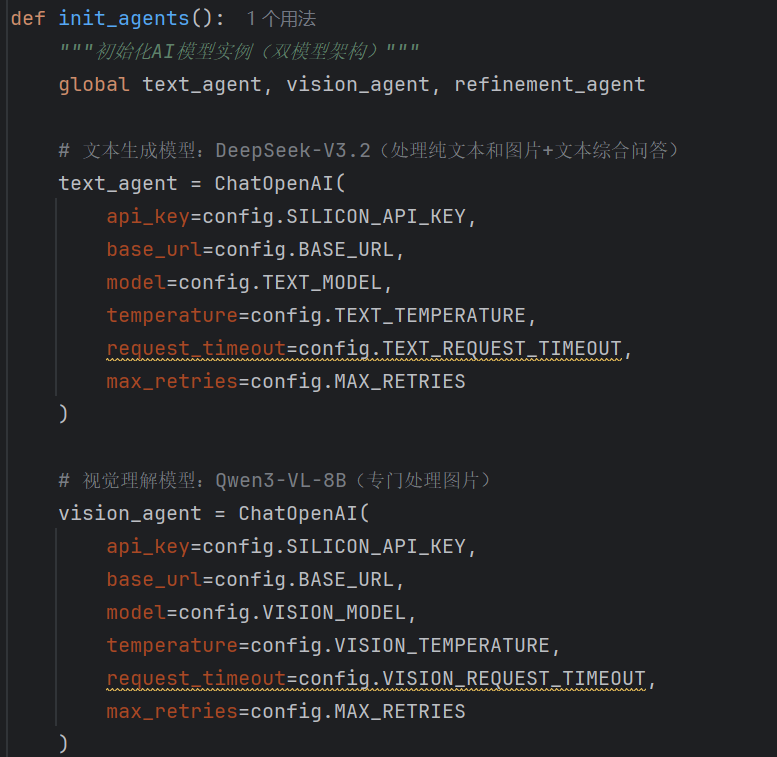 def init_agents():  1 个用法
    """初始化AI模型实例（双模型架构）"""
    global text_agent, vision_agent, refinement_agent

    # 文本生成模型：DeepSeek-V3.2（处理纯文本和图片+文本综合问答）
    text_agent = ChatOpenAI(
        api_key=config.SILICON_API_KEY,
        base_url=config.BASE_URL,
        model=config.TEXT_MODEL,
        temperature=config.TEXT_TEMPERATURE,
        request_timeout=config.TEXT_REQUEST_TIMEOUT,
        max_retries=config.MAX_RETRIES
    )

    # 视觉理解模型：Qwen3-VL-8B（专门处理图片）
    vision_agent = ChatOpenAI(
        api_key=config.SILICON_API_KEY,
        base_url=config.BASE_URL,
        model=config.VISION_MODEL,
        temperature=config.VISION_TEMPERATURE,
        request_timeout=config.VISION_REQUEST_TIMEOUT,
        max_retries=config.MAX_RETRIES
    )